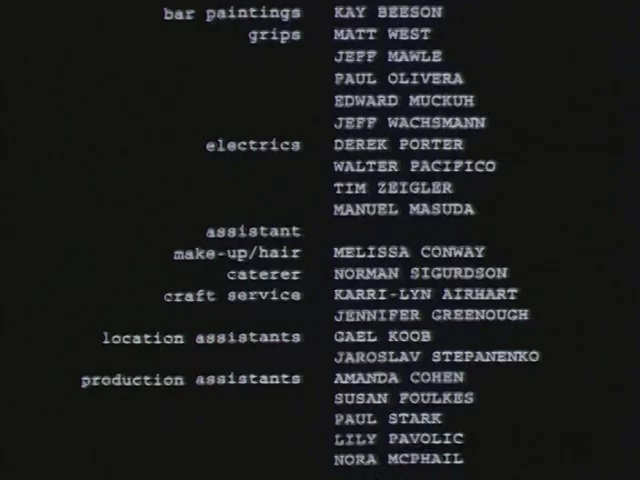 bar paintings KAY BEESON
grips MATT WEST
JEFF MAWLE
PAUL OLIVERA
EDWARD MUCKUH
JEFF WACHSMANN
electrics DEREK PORTER
WALTER PACIFICO
TIM ZEIGLER
MANUEL MASUDA
assistant
make-up/hair MELISSA CONWAY
caterer NORMAN SIGURDSON
craft service KARRI-LYN AIRHART
JENNIFER GREENOUGH
location assistants GAEL KOOB
JAROSLAV STEPANENKO
production assistants AMANDA COHEN
SUSAN FOULKES
PAUL STARK
LILY PAVOLIC
NORA MCPHAIL